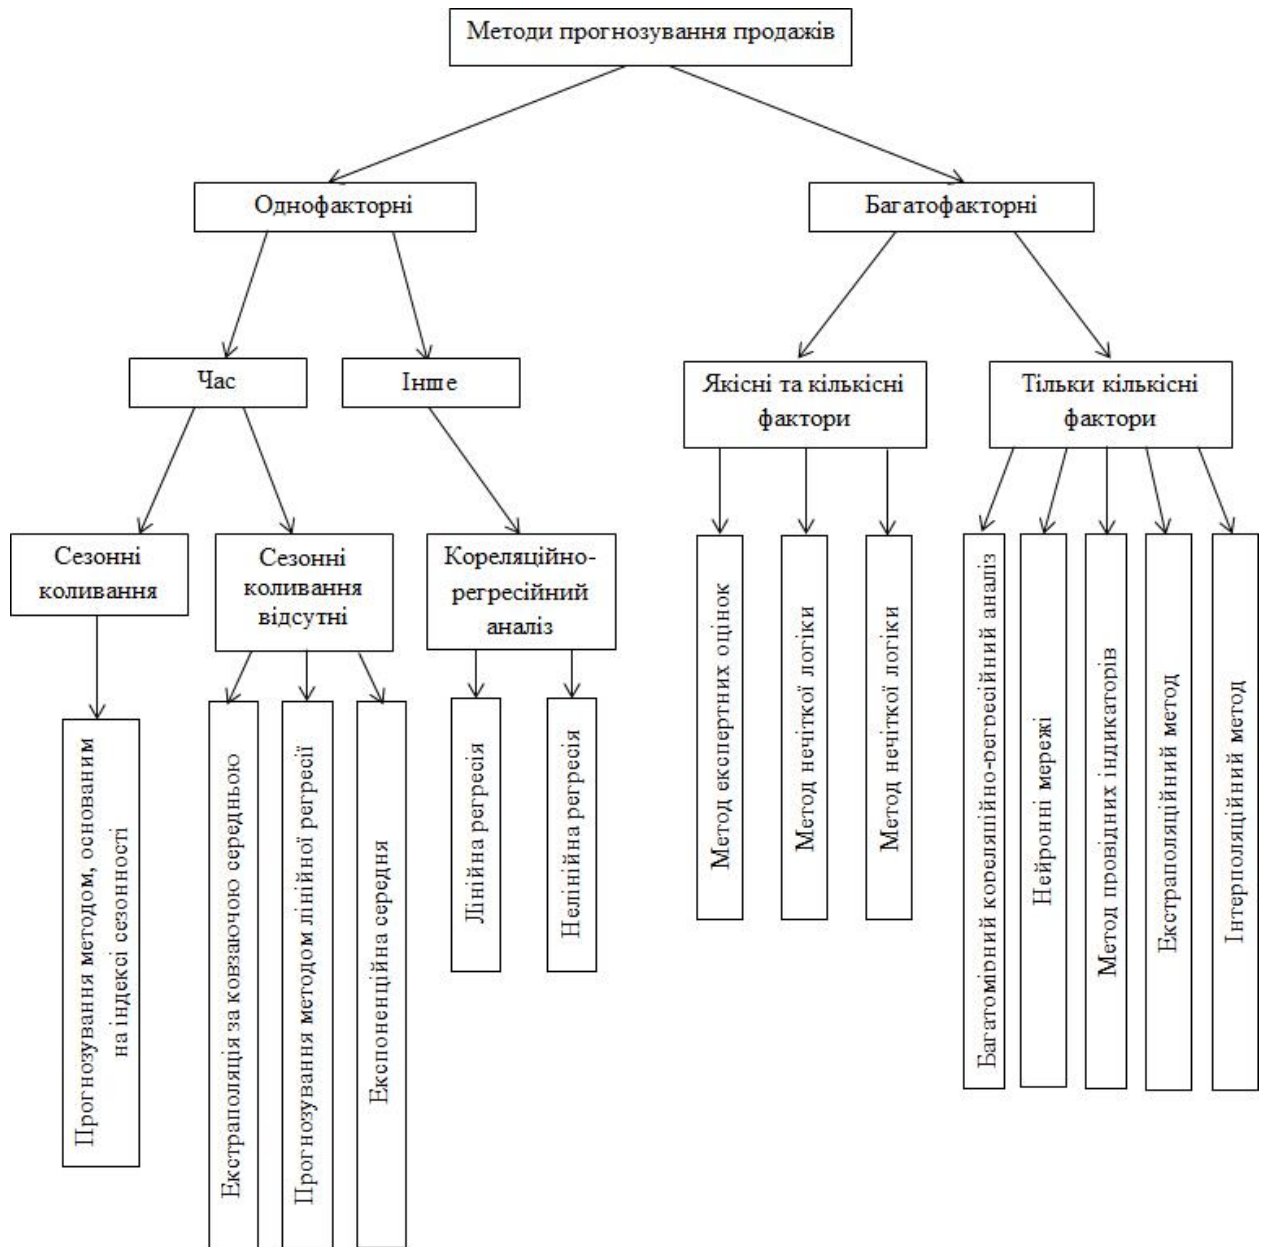 Методи прогнозування продажів
Однофакторні
Багатофакторні
Час
Інше
Якісні та кількісні
фактори
Тільки кількісні
фактори
Сезонні
коливання
Сезонні
коливання
відсутні
Кореляційно-
регресійний
аналіз
Прогнозування методом, основаним
на індексі сезонності
Екстраполяція за ковзаючою середньою
Прогнозування методом лінійної регресії
Експоненційна середня
Лінійна регресія
Нелінійна регресія
Метод експертних оцінок
Метод нечіткої логіки
Метод нечіткої логіки
Багатомірний кореляційно-регресійний аналіз
Нейронні мережі
Метод провідних індикаторів
Екстраполяційний метод
Інтерполяційний метод